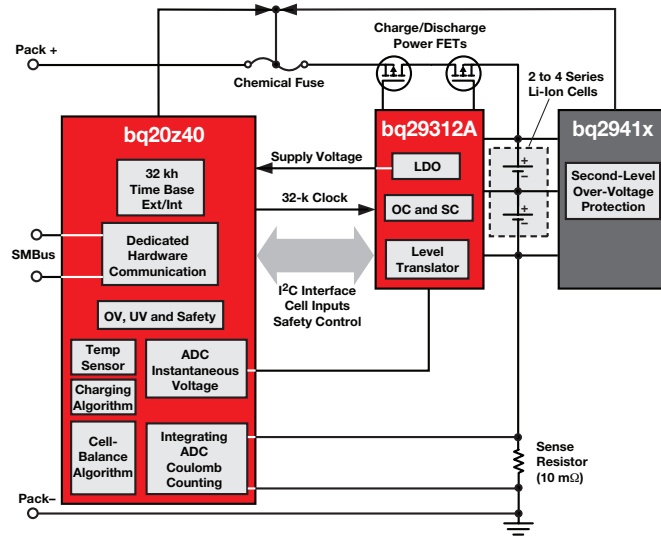 Charge/Discharge
Power FETs
Pack +
Chemical Fuse
2 to 4 Series
Li-Ion Cells
bq20z40
bq29312A
bq2941x
Supply Voltage
LDO
32 kh
Time Base
Ext/Int
Second-Level
Over-Voltage
Protection
32-k Clock
OC and SC
SMBus
Dedicated
Hardware
Communication
Level
Translator
I²C Interface
Cell Inputs
Safety Control
OV, UV and Safety
Temp
Sensor
ADC
Instantaneous
Voltage
Charging
Algorithm
Cell-
Balance
Algorithm
Integrating
ADC
Coulomb
Counting
Sense
Resistor
(10 mΩ)
Pack–
+
–
+
–